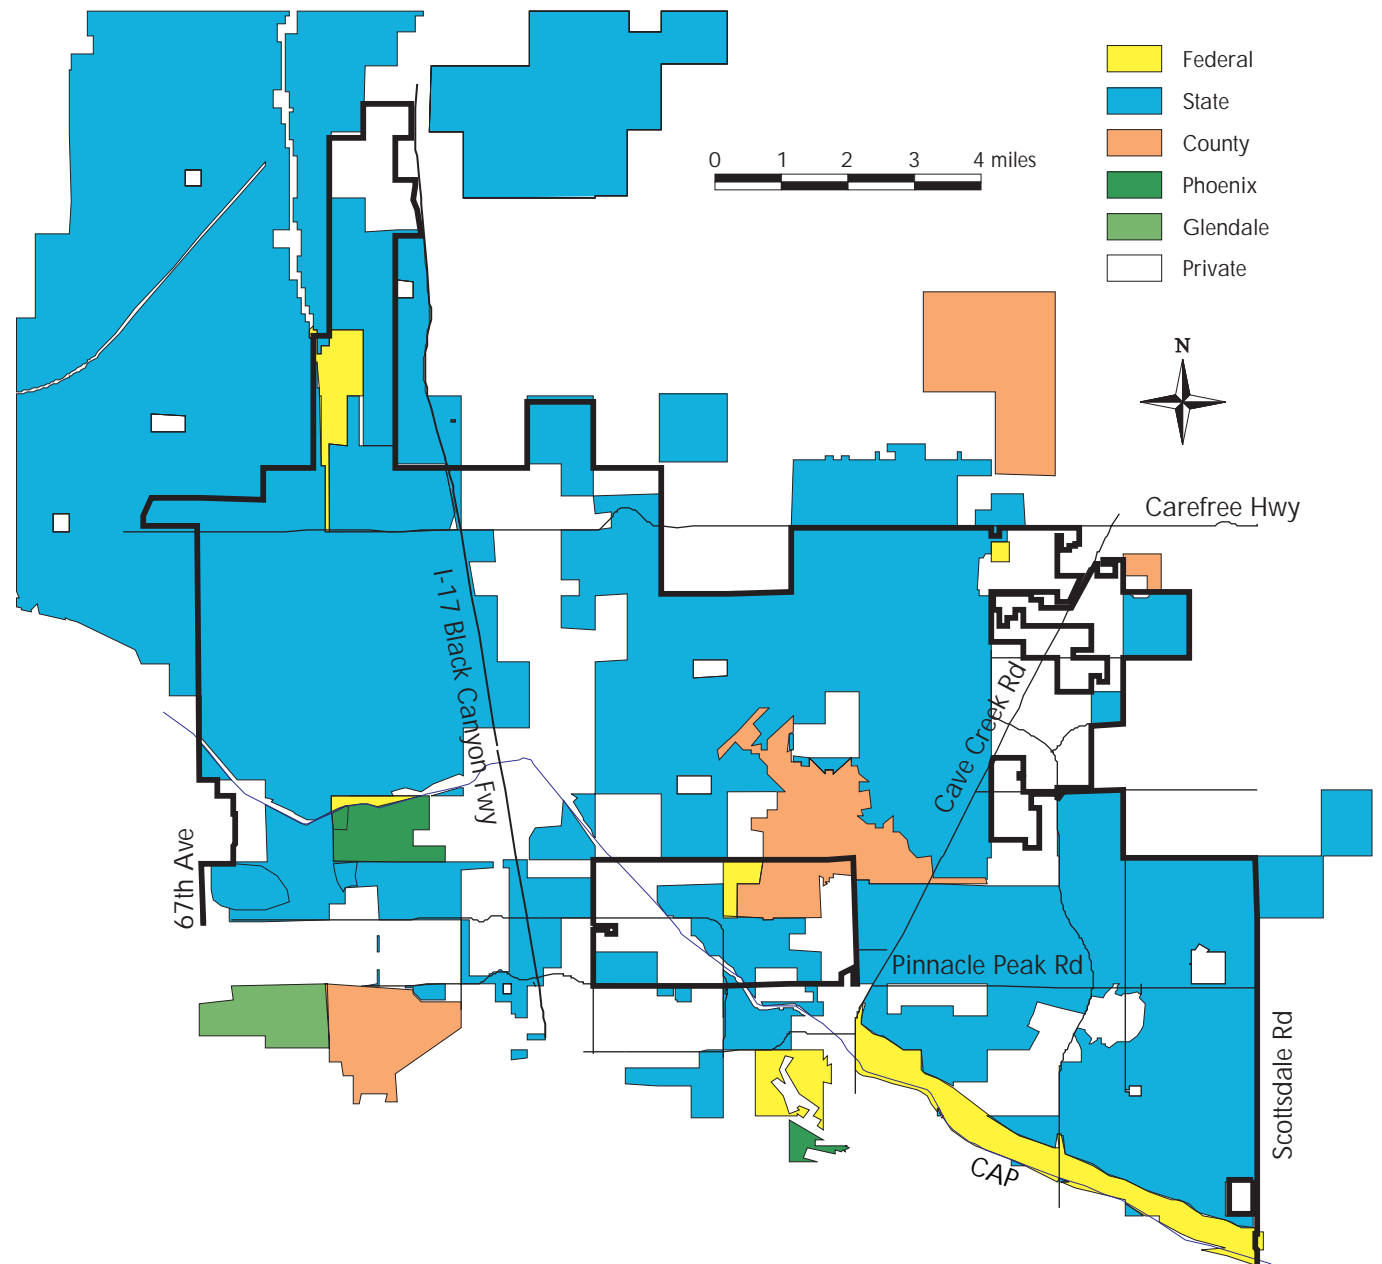 Federal
State
County
Phoenix
Glendale
Private
0 1 2 3 4 miles
N
Carefree Hwy
I-17 Black Canyon Fwy
Cave Creek Rd
67th Ave
Pinnacle Peak Rd
Scottsdale Rd
CAP